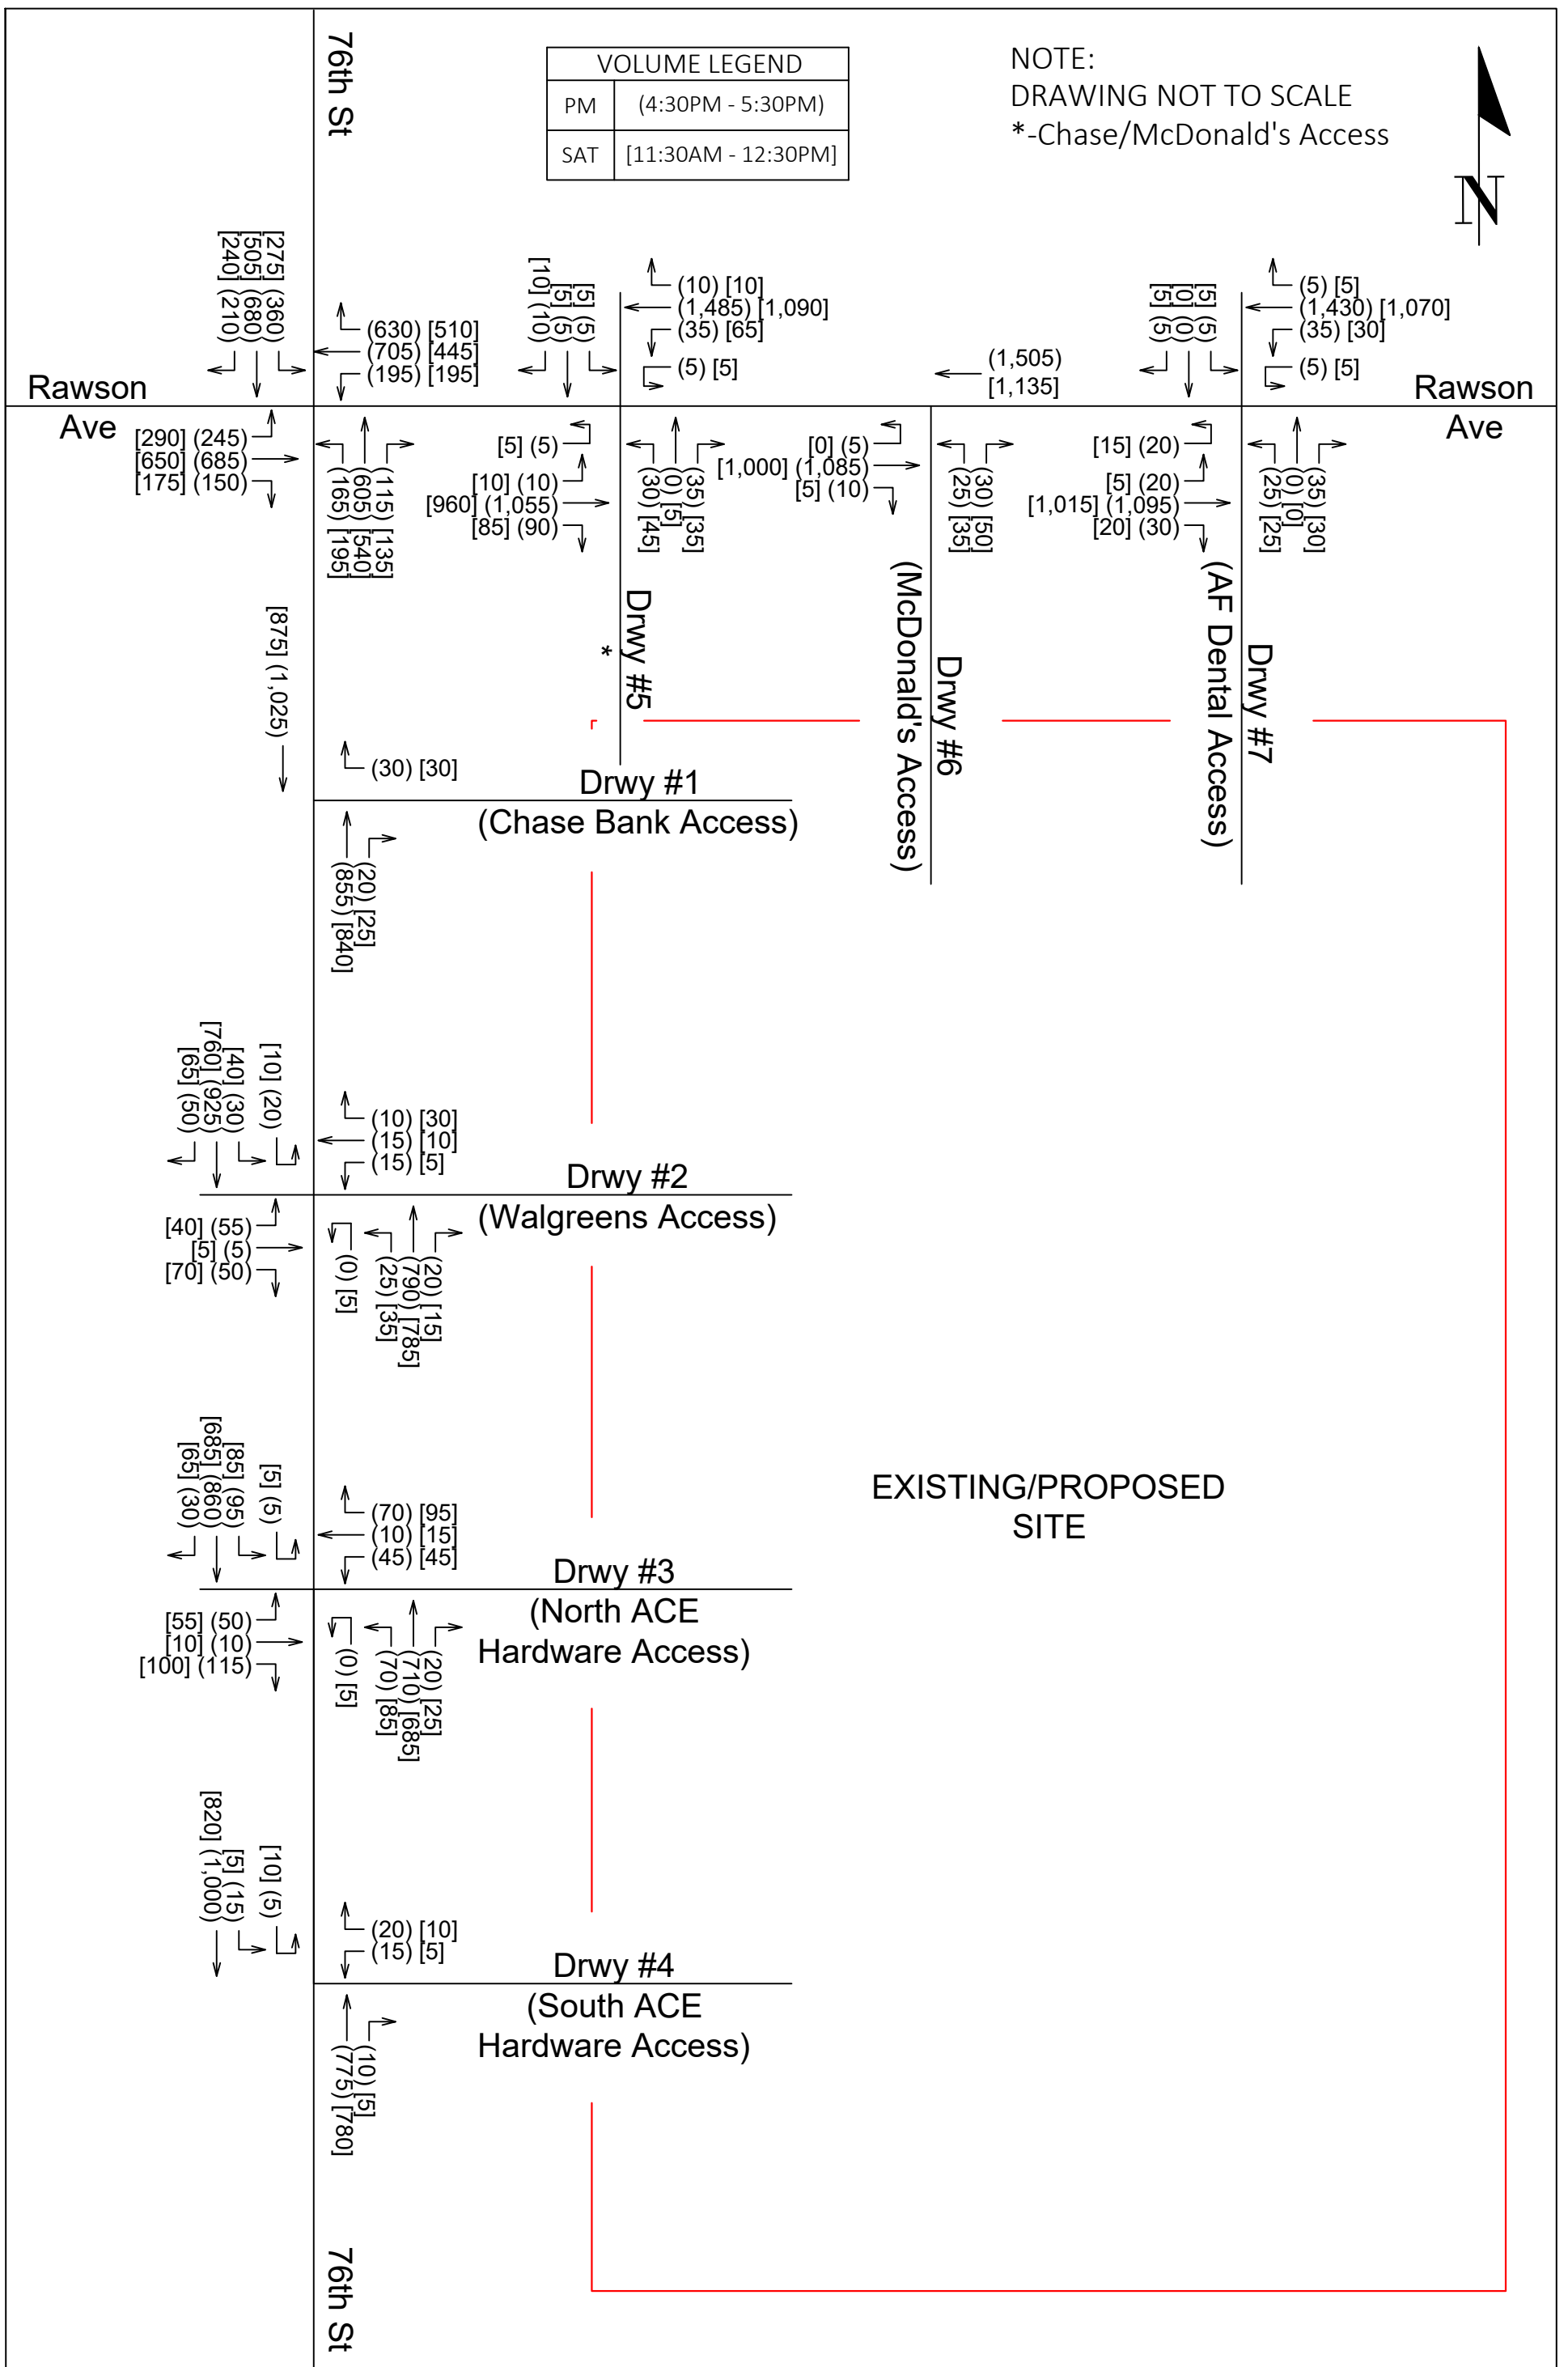 76th St
VOLUME LEGEND
PM (4:30PM - 5:30PM)
SAT [11:30AM - 12:30PM]
NOTE:
DRAWING NOT TO SCALE
*-Chase/McDonald's Access
N
[275] (360)
[505] (680)
[240] (210)
(630) [510]
(705) [445]
(195) [195]
[5] (5)
[5] (5)
[10] (10)
(10) [10]
(1,485) [1,090]
(35) [65]
(5) [5]
(1,505)
[1,135]
[5] (5)
[0] (0)
[5] (5)
(5) [5]
(1,430) [1,070]
(35) [30]
(5) [5]
Rawson
Ave
Rawson
Ave
[290] (245)
[650] (685)
[175] (150)
(115) [135]
(605) [540]
(165) [195]
[5] (5)
[10] (10)
[960] (1,055)
[85] (90)
(35) [35]
(0) [5]
(30) [45]
[0] (5)
[1,000] (1,085)
[5] (10)
(30) [50]
(25) [35]
[15] (20)
[5] (20)
[1,015] (1,095)
[20] (30)
(35) [30]
(0) [0]
(25) [25]
Drwy #5
*
Drwy #6
(McDonald's Access)
Drwy #7
(AF Dental Access)
[875] (1,025)
(30) [30]
Drwy #1
(Chase Bank Access)
(20) [25]
(855) [840]
[10] (20)
[40] (30)
[760] (925)
[65] (50)
(10) [30]
(15) [10]
(15) [5]
Drwy #2
(Walgreens Access)
[40] (55)
[5] (5)
[70] (50)
(0) [5]
(20) [15]
(790) [785]
(25) [35]
[5] (5)
[85] (95)
[685] (860)
[65] (30)
(70) [95]
(10) [15]
(45) [45]
EXISTING/PROPOSED
SITE
Drwy #3
(North ACE
Hardware Access)
[55] (50)
[10] (10)
[100] (115)
(0) [5]
(20) [25]
(710) [685]
(70) [85]
[10] (5)
[5] (15)
[820] (1,000)
(20) [10]
(15) [5]
Drwy #4
(South ACE
Hardware Access)
(10) [5]
(775) [780]
76th St